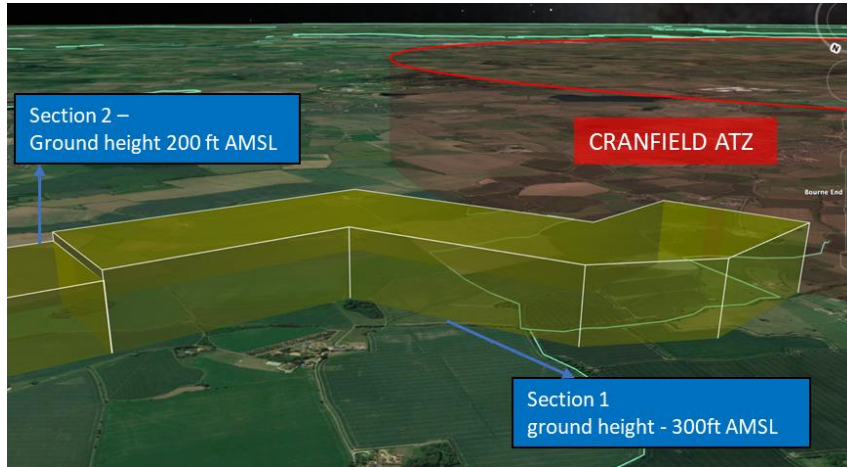 Section 2 –
Ground height 200 ft AMSL
CRANFIELD ATZ
Bourne End
Section 1
ground height - 300ft AMSL
N